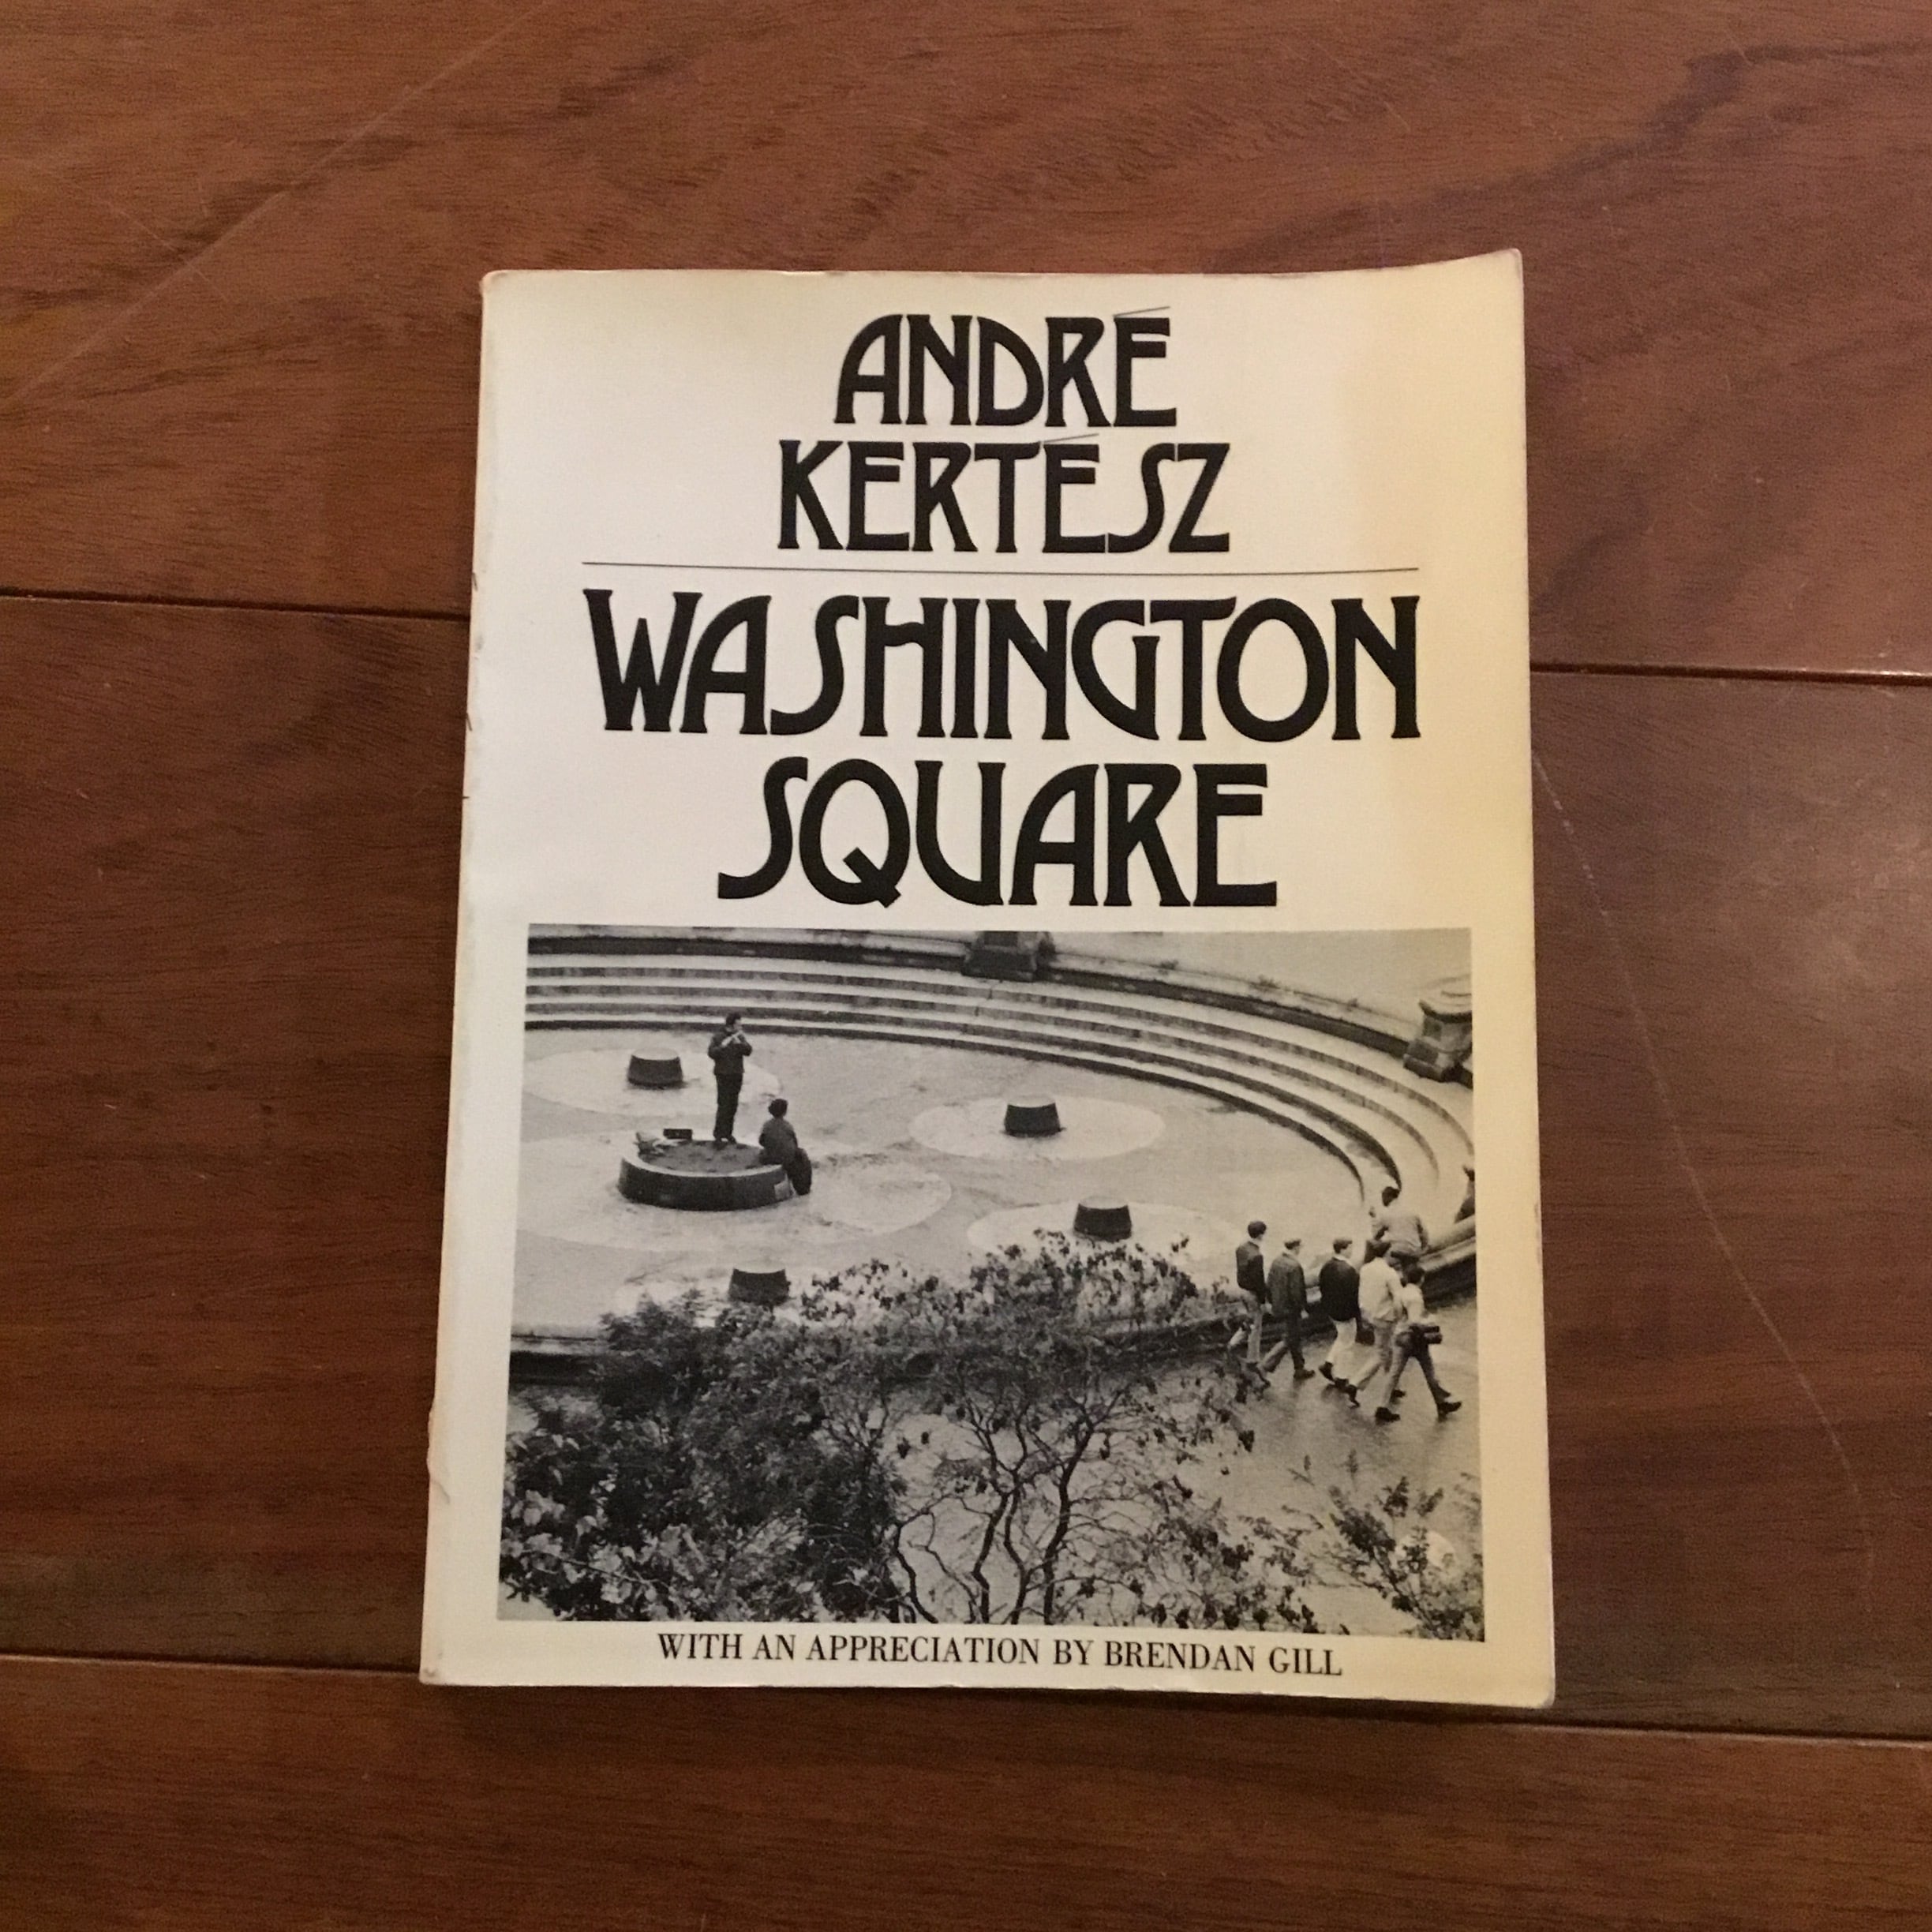 ANDRÉ
KERTÉSZ
WASHINGTON
SQUARE
WITH AN APPRECIATION BY BRENDAN GILL